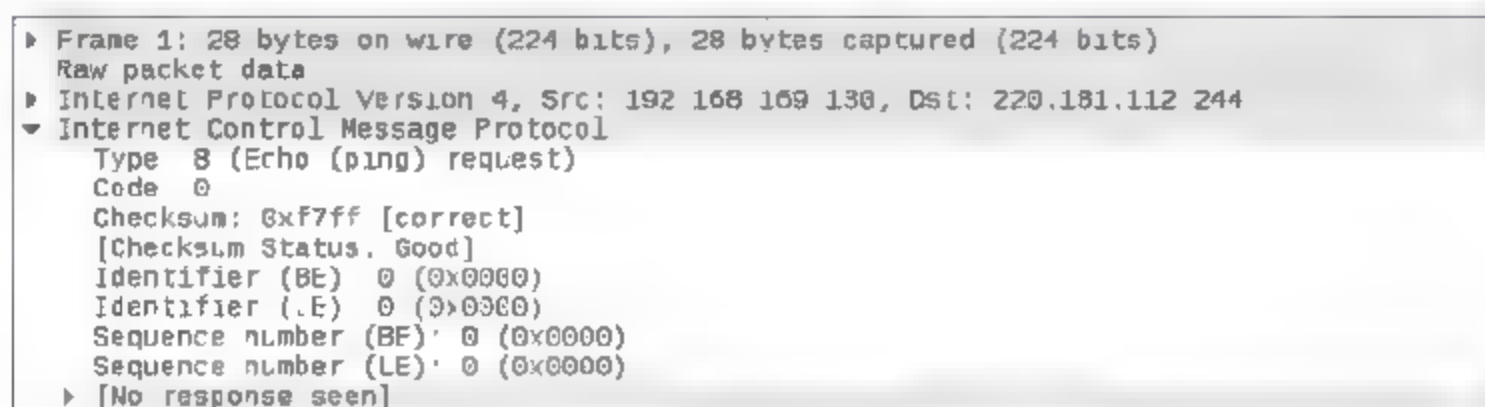 Frame 1: 28 bytes on wire (224 bits), 28 bytes captured (224 bits)
Raw packet data
Internet Protocol Version 4, Src: 192 168 169 130, Dst: 220.181.112 244
Internet Control Message Protocol
Type 8 (Echo (ping) request)
Code 0
Checksum: 0xf7ff [correct]
[Checksum Status. Good]
Identifier (BE) 0 (0x0000)
Identifier (LE) 0 (0x0000)
Sequence number (BE): 0 (0x0000)
Sequence number (LE): 0 (0x0000)
[No response seen]